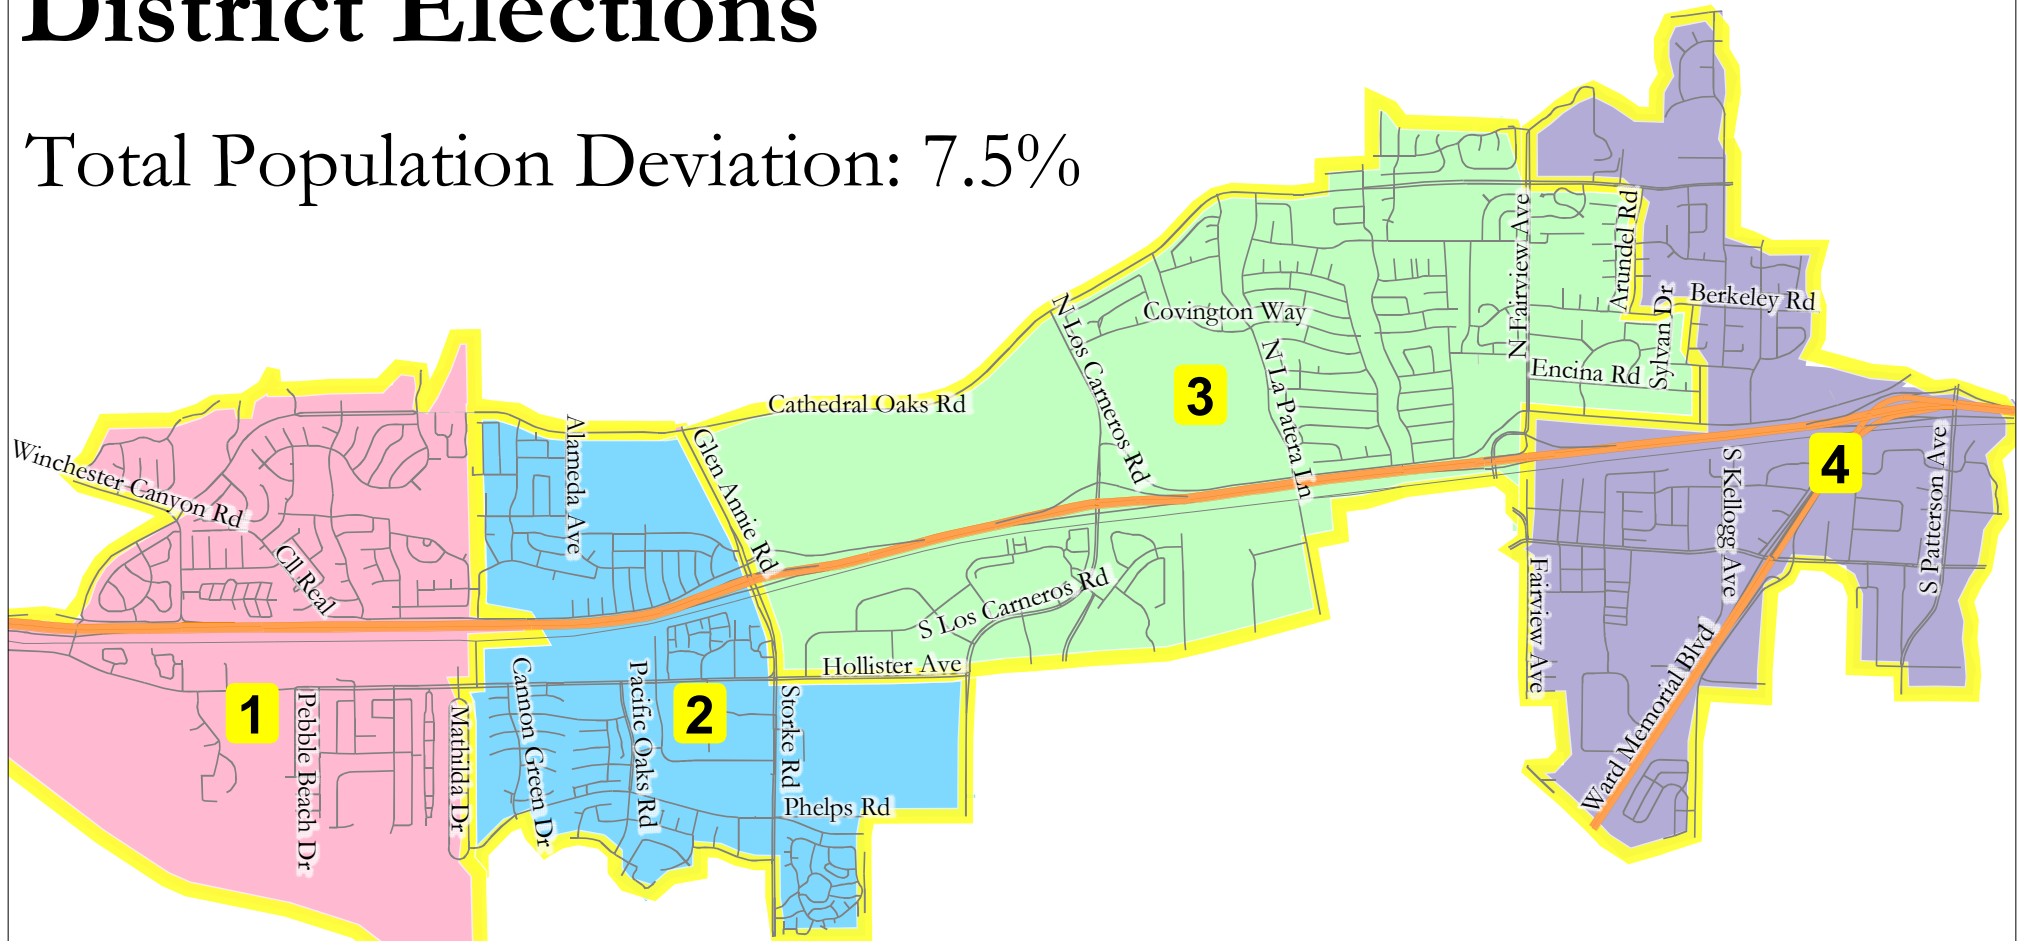 District Elections
Total Population Deviation: 7.5%
Winchester Canyon Rd
Cll Real
1
Pebble Beach Dr
Mathilda Dr
Alameda Ave
Glen Annie Rd
Cannon Green Dr
Pacific Oaks Rd
2
Storke Rd
Phelps Rd
Cathedral Oaks Rd
Hollister Ave
S Los Carneros Rd
N Los Carneros Rd
Covington Way
3
N La Patera Ln
N Fairview Ave
Arundel Rd
Sylvan Dr
Berkeley Rd
Encina Rd
4
S Kellogg Ave
S Patterson Ave
Fairview Ave
Ward Memorial Blvd